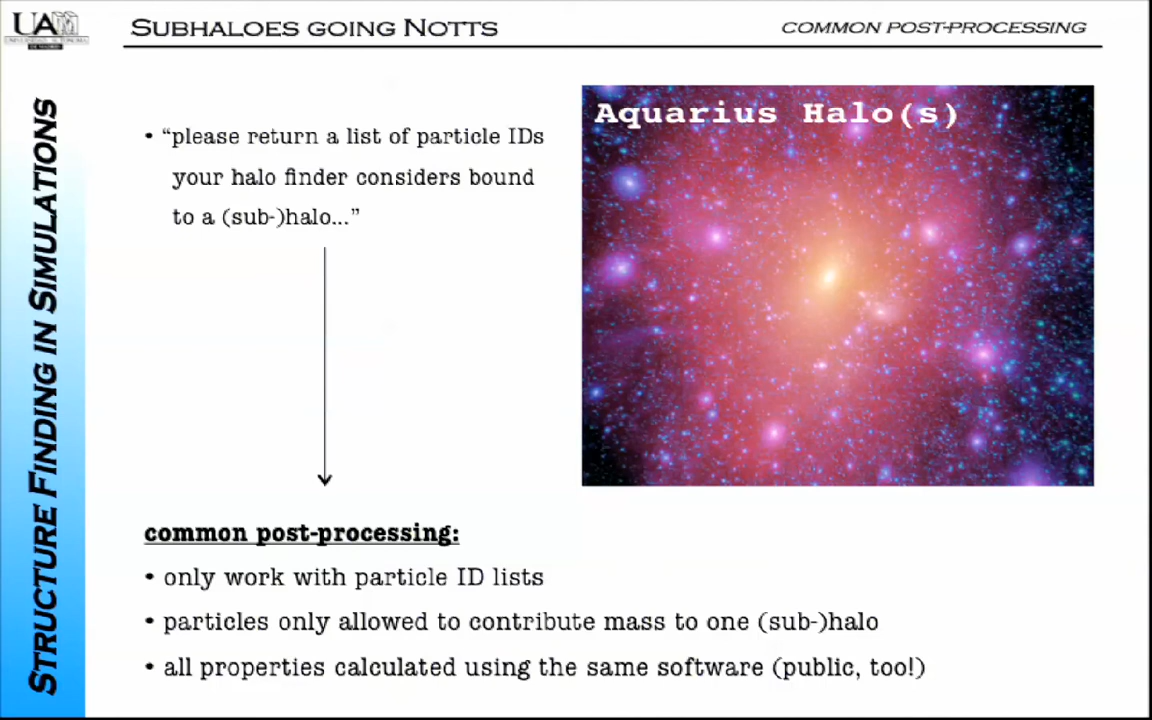 UAM
SUBHALOES GOING NOTTS
COMMON POST-PROCESSING
STRUCTURE FINDING IN SIMULATIONS
Aquarius Halo(s)
• “please return a list of particle IDs
your halo finder considers bound
to a (sub-)halo...”
common post-processing:
• only work with particle ID lists
• particles only allowed to contribute mass to one (sub-)halo
• all properties calculated using the same software (public, too!)